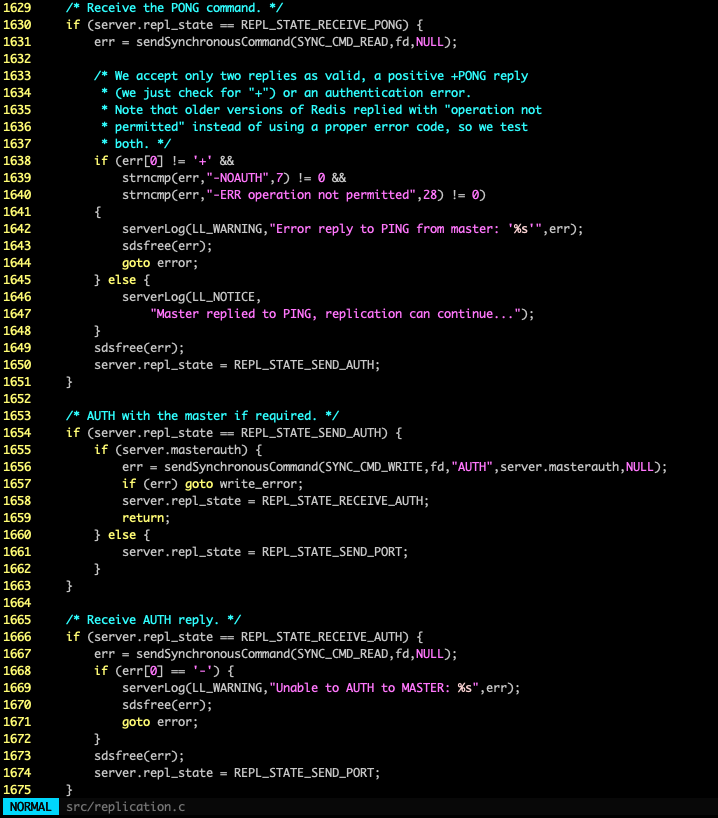 1629     /* Receive the PONG command. */
1630     if (server.repl_state == REPL_STATE_RECEIVE_PONG) {
1631         err = sendSynchronousCommand(SYNC_CMD_READ,fd,NULL);
1632
1633         /* We accept only two replies as valid, a positive +PONG reply
1634          * (we just check for "+") or an authentication error.
1635          * Note that older versions of Redis replied with "operation not
1636          * permitted" instead of using a proper error code, so we test
1637          * both. */
1638         if (err[0] != '+' &&
1639             strncmp(err,"-NOAUTH",7) != 0 &&
1640             strncmp(err,"-ERR operation not permitted",28) != 0)
1641         {
1642             serverLog(LL_WARNING,"Error reply to PING from master: '%s'",err);
1643             sdsfree(err);
1644             goto error;
1645         } else {
1646             serverLog(LL_NOTICE,
1647                 "Master replied to PING, replication can continue...");
1648         }
1649         sdsfree(err);
1650         server.repl_state = REPL_STATE_SEND_AUTH;
1651     }
1652
1653     /* AUTH with the master if required. */
1654     if (server.repl_state == REPL_STATE_SEND_AUTH) {
1655         if (server.masterauth) {
1656             err = sendSynchronousCommand(SYNC_CMD_WRITE,fd,"AUTH",server.masterauth,NULL);
1657             if (err) goto write_error;
1658             server.repl_state = REPL_STATE_RECEIVE_AUTH;
1659             return;
1660         } else {
1661             server.repl_state = REPL_STATE_SEND_PORT;
1662         }
1663     }
1664
1665     /* Receive AUTH reply. */
1666     if (server.repl_state == REPL_STATE_RECEIVE_AUTH) {
1667         err = sendSynchronousCommand(SYNC_CMD_READ,fd,NULL);
1668         if (err[0] == '-') {
1669             serverLog(LL_WARNING,"Unable to AUTH to MASTER: %s",err);
1670             sdsfree(err);
1671             goto error;
1672         }
1673         sdsfree(err);
1674         server.repl_state = REPL_STATE_SEND_PORT;
1675     }
NORMAL src/replication.c